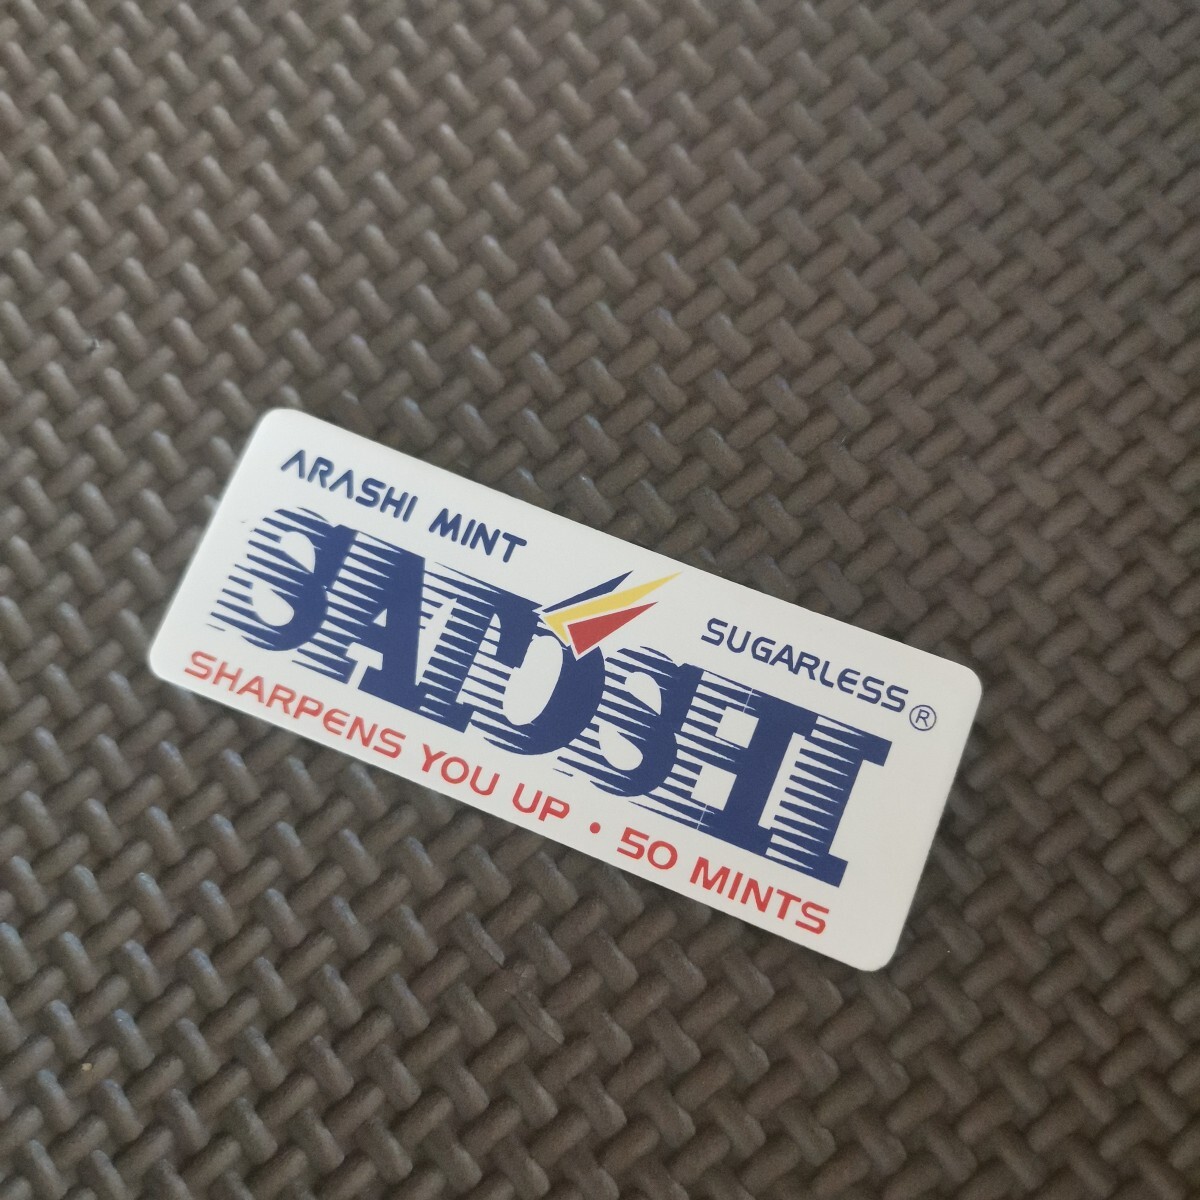 ARASHI MINT
SUGARLESS®
SATOSHI
SHARPENS YOU UP • 50 MINTS